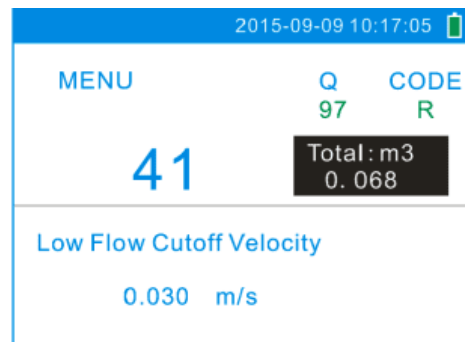 2015-09-09 10:17:05
MENU Q CODE
97 R
41 Total: m3
0.068
Low Flow Cutoff Velocity
0.030 m/s